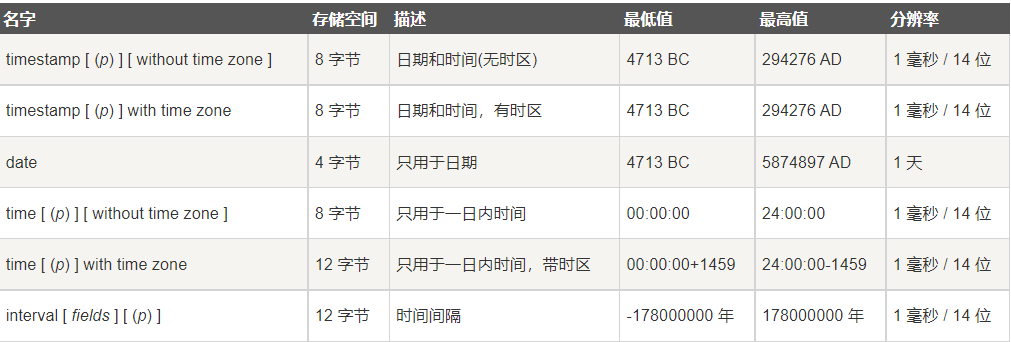 名字 存储空间 描述 最低值 最高值 分辨率
timestamp [ (p) ] [ without time zone ] 8 字节 日期和时间(无时区) 4713 BC 294276 AD 1 毫秒 / 14 位
timestamp [ (p) ] with time zone 8 字节 日期和时间，有时区 4713 BC 294276 AD 1 毫秒 / 14 位
date 4 字节 只用于日期 4713 BC 5874897 AD 1 天
time [ (p) ] [ without time zone ] 8 字节 只用于一日内时间 00:00:00 24:00:00 1 毫秒 / 14 位
time [ (p) ] with time zone 12 字节 只用于一日内时间，带时区 00:00:00+1459 24:00:00-1459 1 毫秒 / 14 位
interval [ fields ] [ (p) ] 12 字节 时间间隔 -178000000 年 178000000 年 1 毫秒 / 14 位